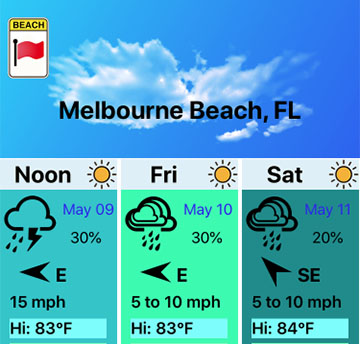 BEACH
Melbourne Beach, FL
Noon Fri Sat
May 09 May 10 May 11
30% 30% 20%
E E SE
15 mph 5 to 10 mph 5 to 10 mph
Hi: 83°F Hi: 83°F Hi: 84°F